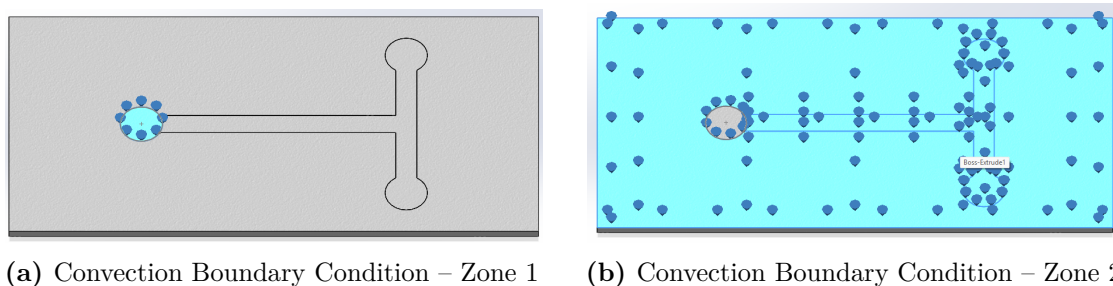 Boss-Extrude1
(a) Convection Boundary Condition – Zone 1
(b) Convection Boundary Condition – Zone 2